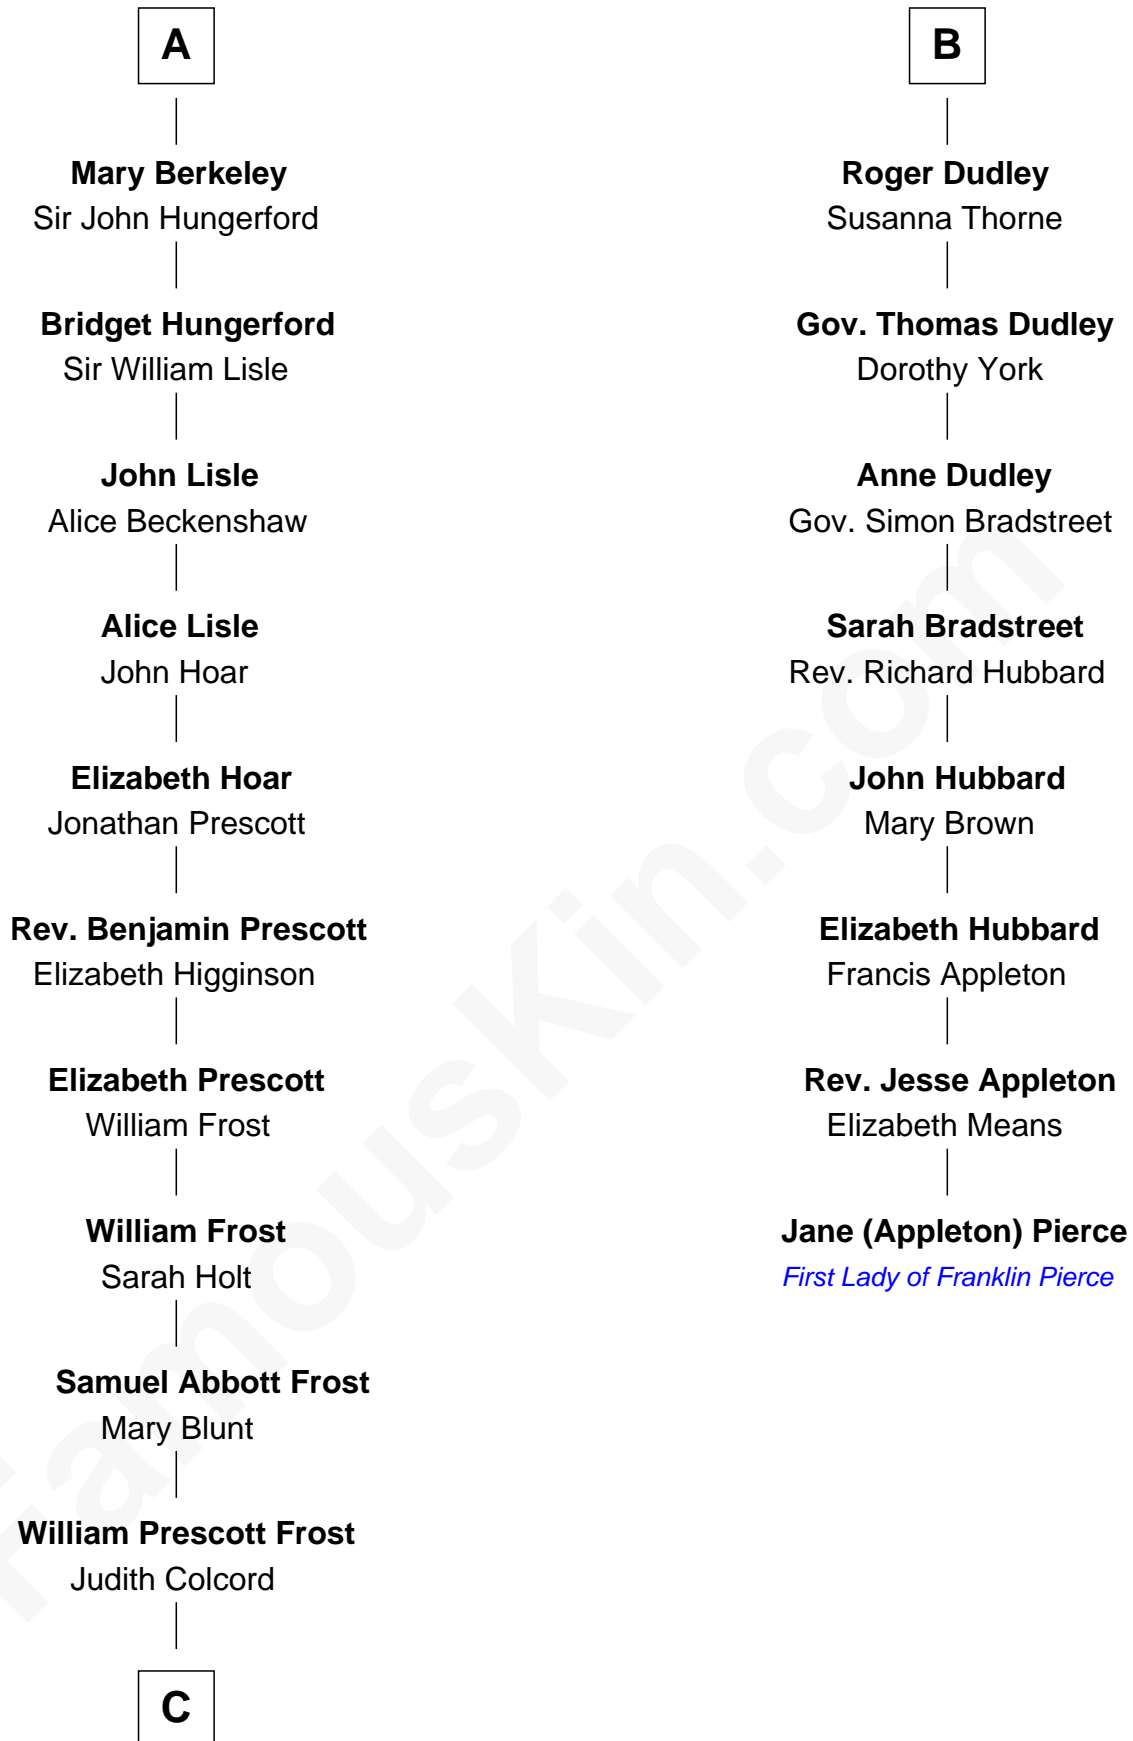 A
Mary Berkeley
Sir John Hungerford
Bridget Hungerford
Sir William Lisle
John Lisle
Alice Beckenshaw
Alice Lisle
John Hoar
Elizabeth Hoar
Jonathan Prescott
Rev. Benjamin Prescott
Elizabeth Higginson
Elizabeth Prescott
William Frost
William Frost
Sarah Holt
Samuel Abbott Frost
Mary Blunt
William Prescott Frost
Judith Colcord
C
B
Roger Dudley
Susanna Thorne
Gov. Thomas Dudley
Dorothy York
Anne Dudley
Gov. Simon Bradstreet
Sarah Bradstreet
Rev. Richard Hubbard
John Hubbard
Mary Brown
Elizabeth Hubbard
Francis Appleton
Rev. Jesse Appleton
Elizabeth Means
Jane (Appleton) Pierce
First Lady of Franklin Pierce
FamousKin.com